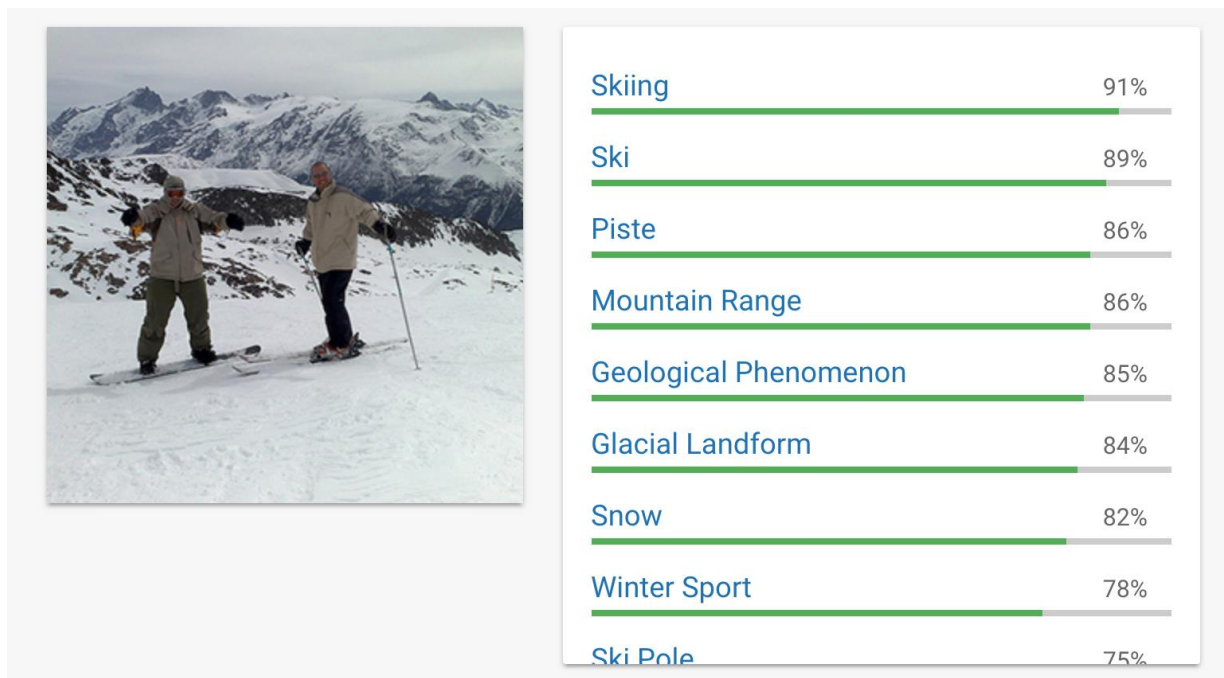 Skiing 91%
Ski 89%
Piste 86%
Mountain Range 86%
Geological Phenomenon 85%
Glacial Landform 84%
Snow 82%
Winter Sport 78%
Ski Pole 75%